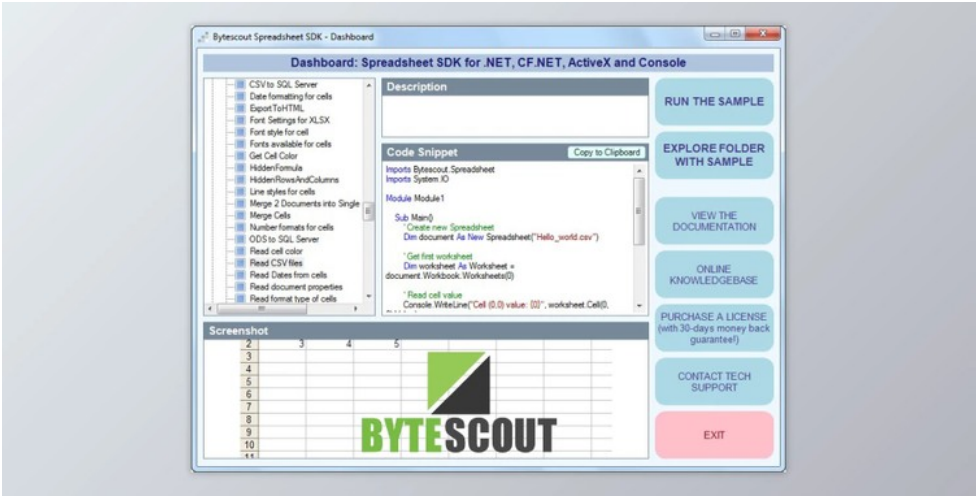 Bytescout Spreadsheet SDK - Dashboard
Dashboard: Spreadsheet SDK for .NET, CF.NET, ActiveX and Console
CSV to SQL Server
Date formatting for cells
ExportToHTML
Font Settings for XLSX
Font style for cell
Fonts available for cells
Get Cell Color
HiddenFormula
HiddenRowsAndColumns
Line styles for cells
Merge 2 Documents into Single
Merge Cells
Number formats for cells
ODS to SQL Server
Read cell color
Read CSV files
Read Dates from cells
Read document properties
Read format type of cells
Description
Code Snippet
Copy to Clipboard
Imports Bytescout.Spreadsheet
Imports System.IO
Module Module1
Sub Main()
' Create new Spreadsheet
Dim document As New Spreadsheet("Hello_world.csv")
' Get first worksheet
Dim worksheet As Worksheet =
document.Workbook.Worksheets(0)
' Read cell value
Console.WriteLine("Cell (0,0) value: {0}", worksheet.Cell(0,
RUN THE SAMPLE
EXPLORE FOLDER
WITH SAMPLE
VIEW THE
DOCUMENTATION
ONLINE
KNOWLEDGEBASE
PURCHASE A LICENSE
(with 30-days money back
guarantee!)
CONTACT TECH
SUPPORT
EXIT
Screenshot
2 3 4 5
3
4
5
6
7
8
9
10
11
BYTESCOUT